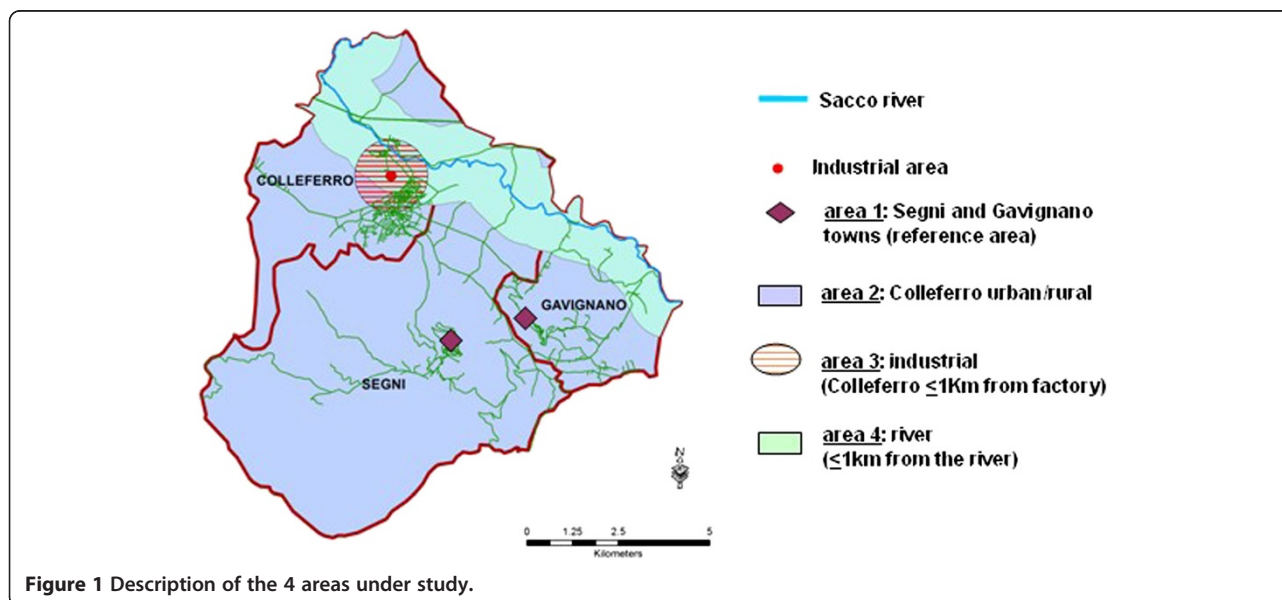 COLLEFERRO
GAVIGNANO
SEGNI
N
0 1.25 2.5 5
Kilometers
Sacco river
Industrial area
area 1: Segni and Gavignano
towns (reference area)
area 2: Colleferro urban/rural
area 3: industrial
(Colleferro ≤1Km from factory)
area 4: river
(≤1km from the river)
Figure 1 Description of the 4 areas under study.